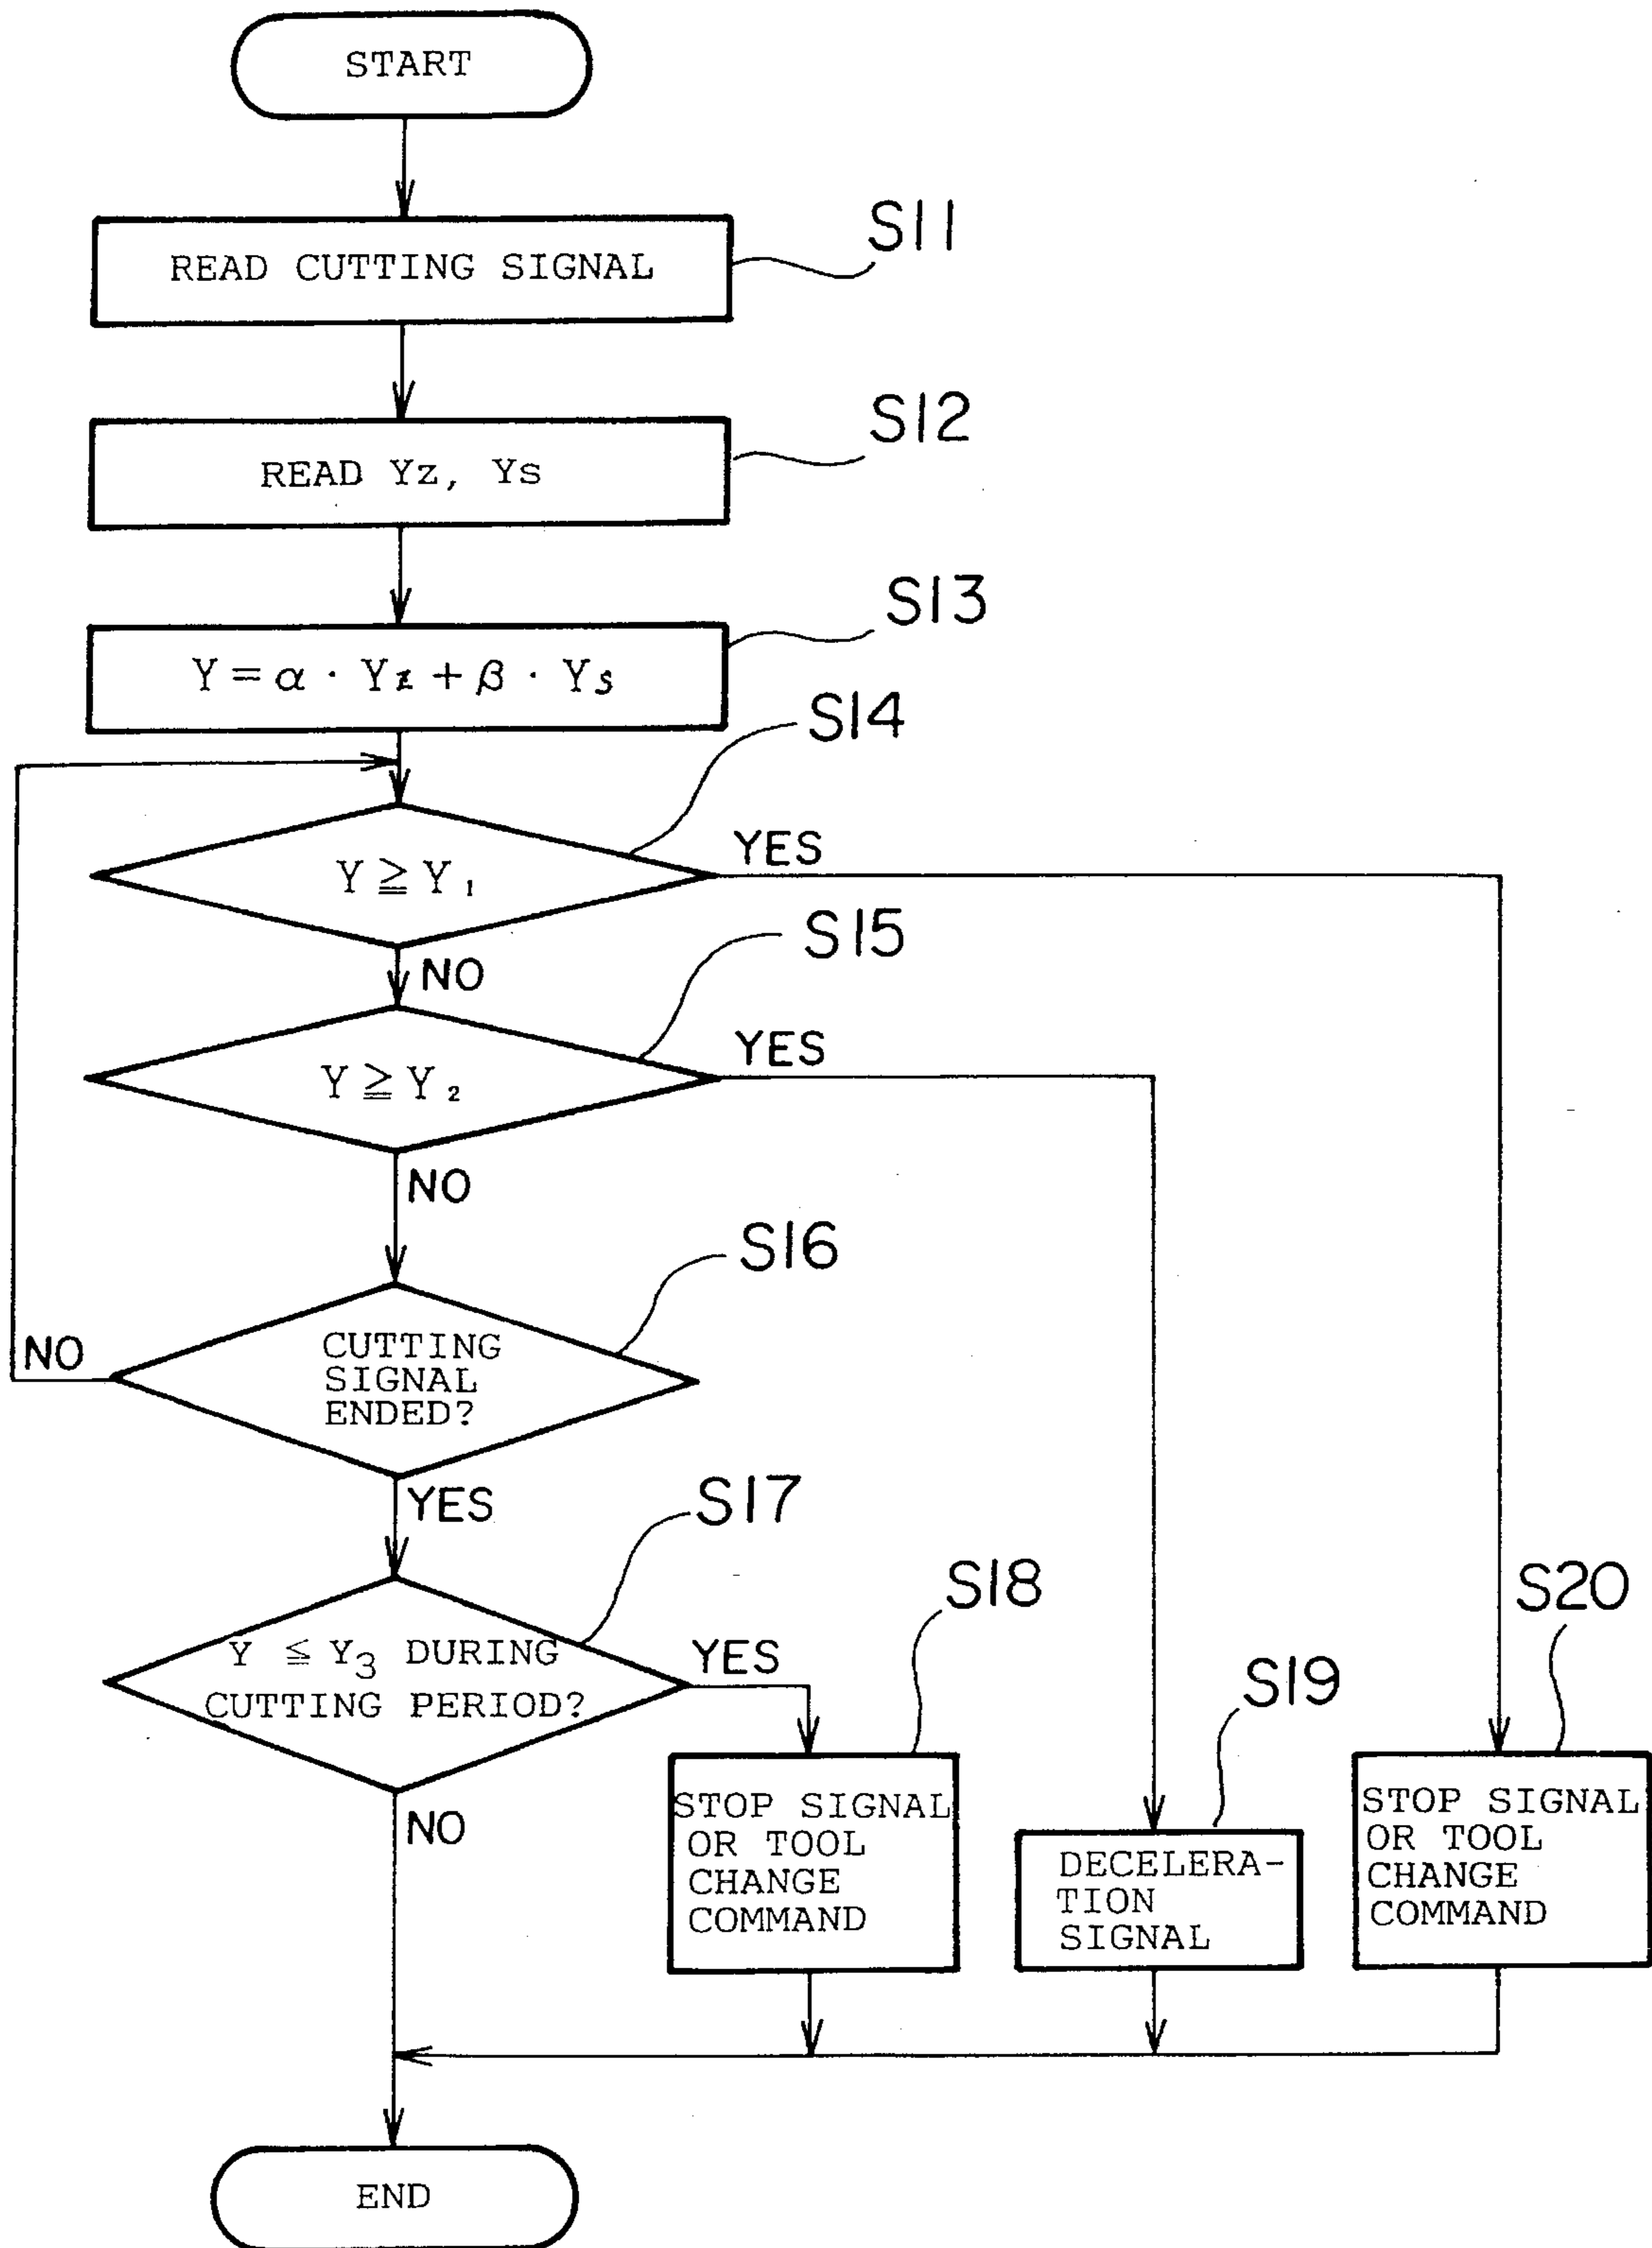 START
READ CUTTING SIGNAL
S11
READ Yz, Ys
S12
Y = α · Yz + β · Ys
S13
S14
Y ≧ Y₁
YES
NO
S15
Y ≧ Y₂
YES
NO
S16
CUTTING
SIGNAL
ENDED?
NO
YES
S17
Y ≦ Y₃ DURING
CUTTING PERIOD?
YES
NO
S18
STOP SIGNAL
OR TOOL
CHANGE
COMMAND
S19
DECELERA-
TION
SIGNAL
S20
STOP SIGNAL
OR TOOL
CHANGE
COMMAND
END